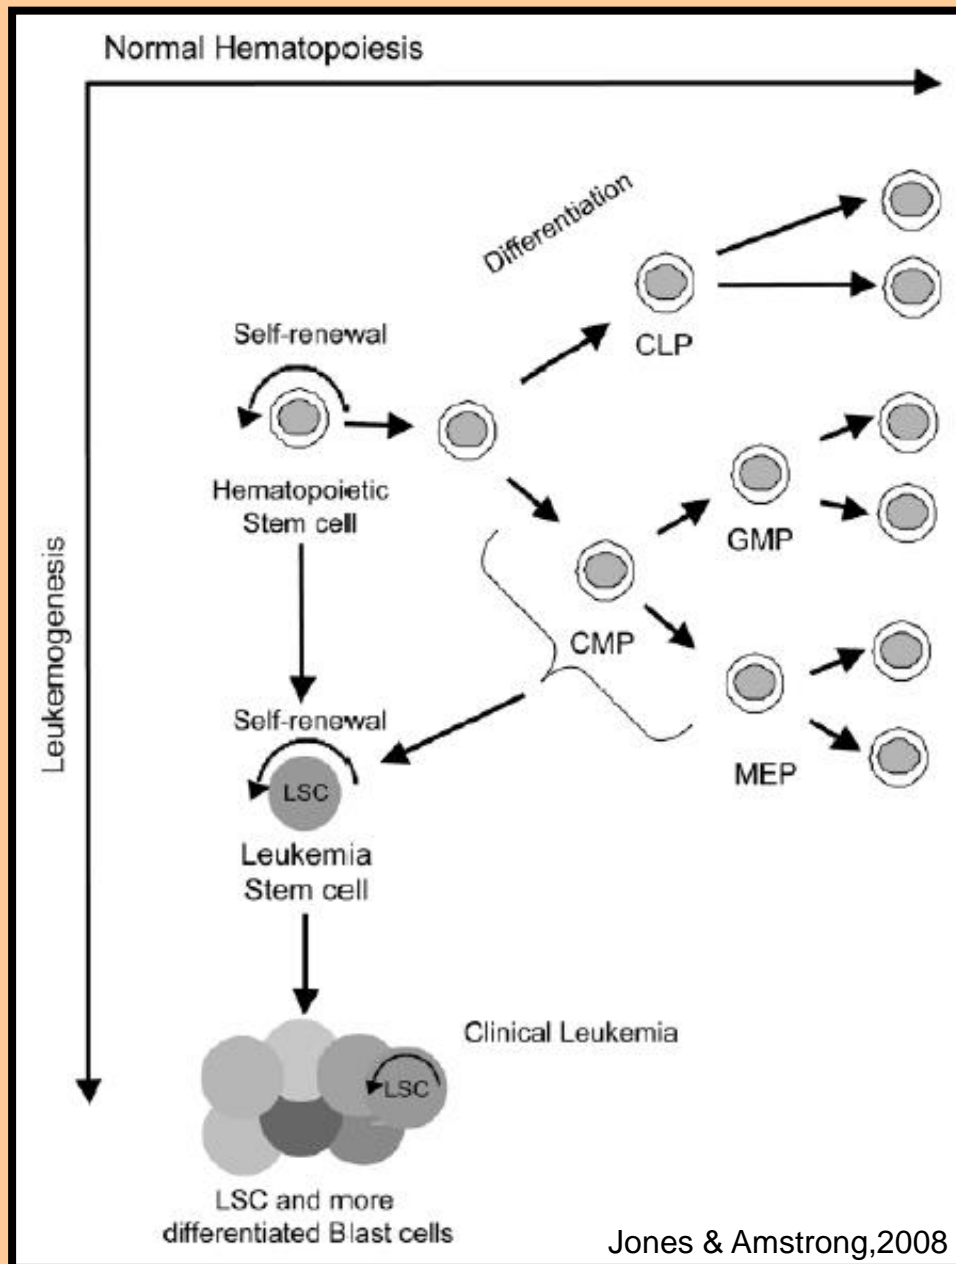 Normal Hematopoiesis
Leukemogenesis
Differentiation
CLP
Self-renewal
Hematopoietic
Stem cell
GMP
CMP
MEP
Self-renewal
LSC
Leukemia
Stem cell
Clinical Leukemia
LSC
LSC and more
differentiated Blast cells
Jones & Amstrong,2008